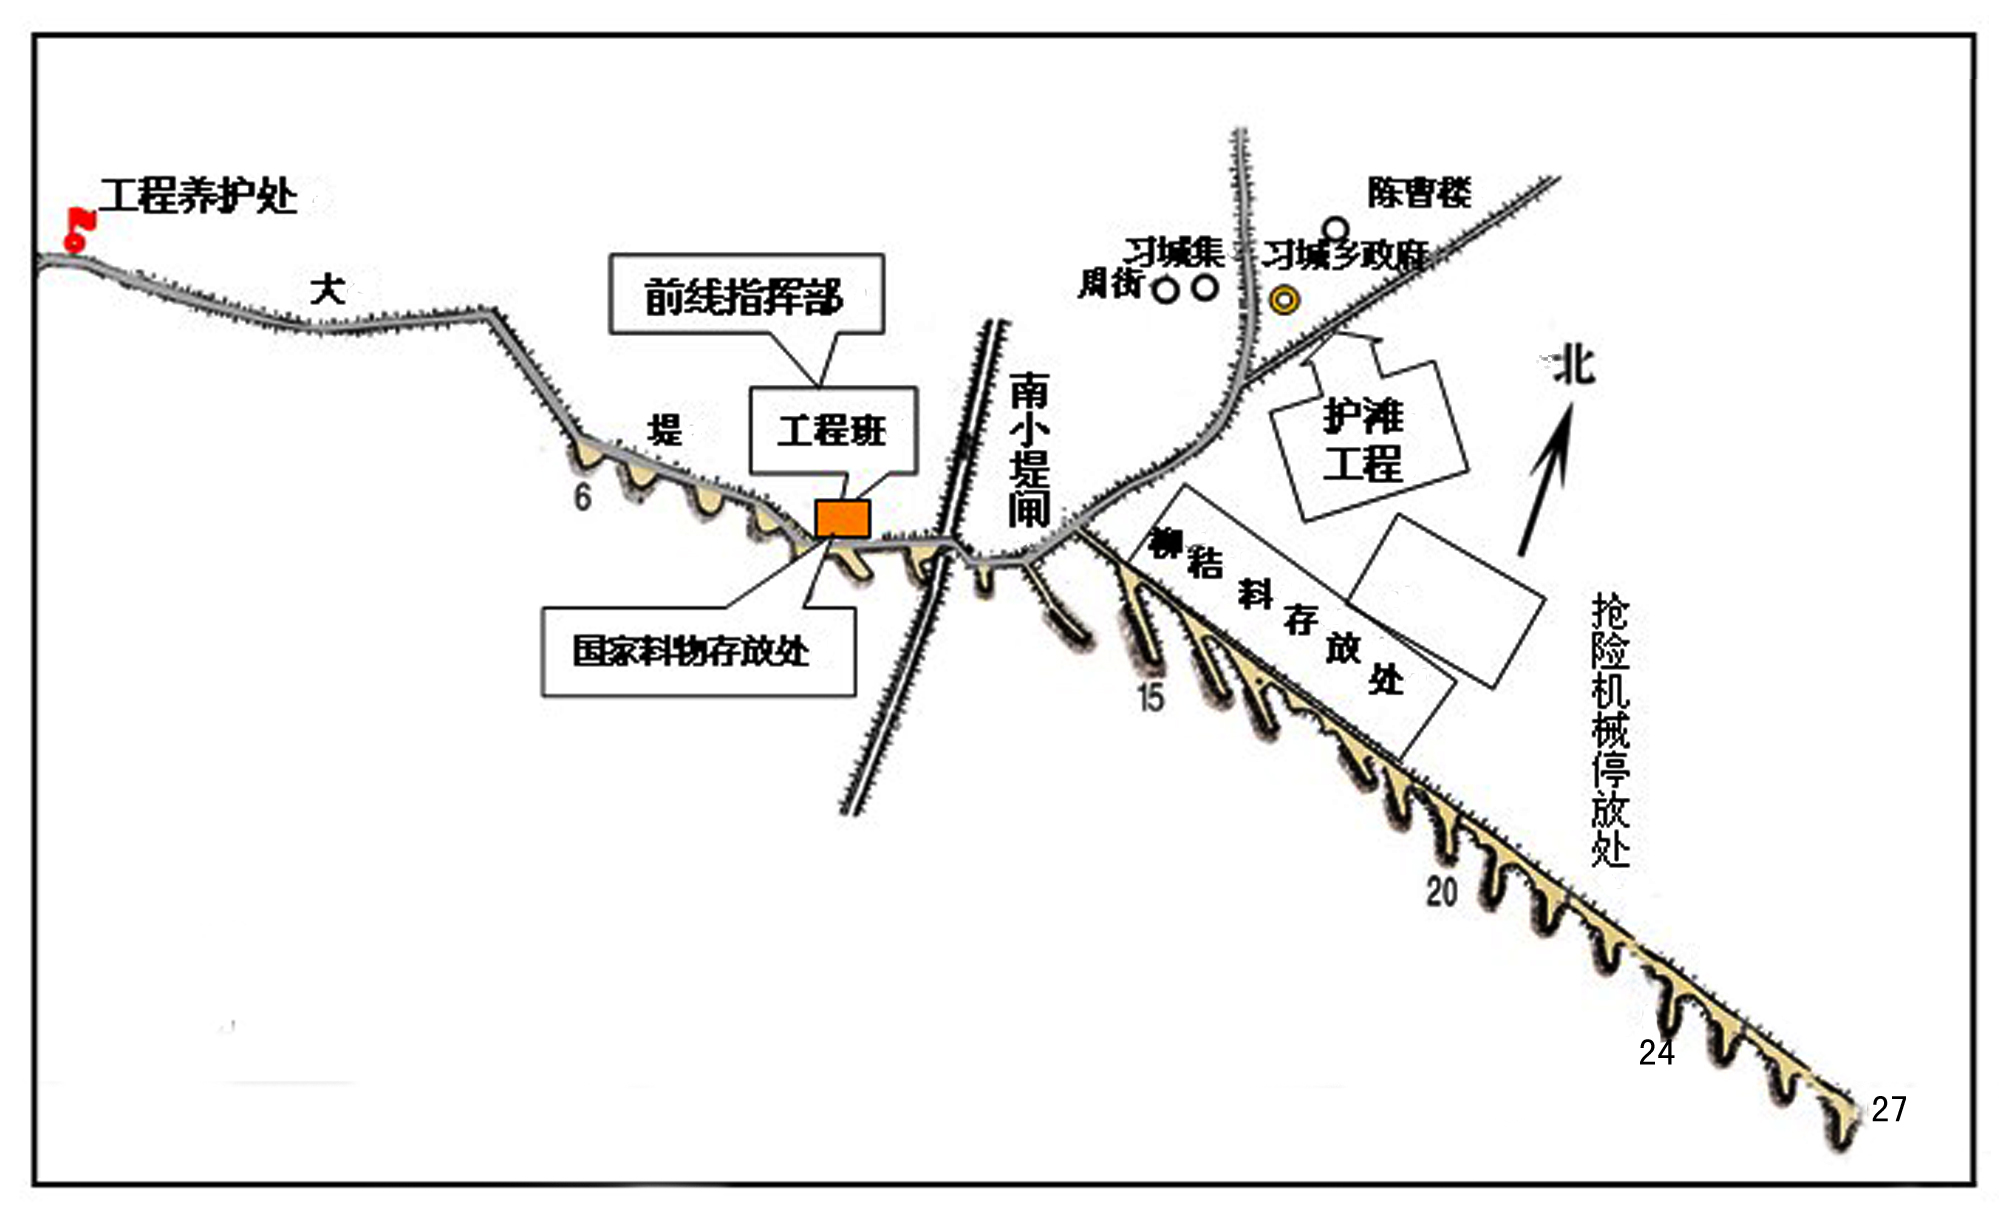 工程养护处
大
堤
前线指挥部
工程班
国家料物存放处
南小堤闸
陈曹楼
习城集
习城乡政府
周街
护滩
工程
北
柳秸料存放处
抢险机械停放处
6
15
20
24
27